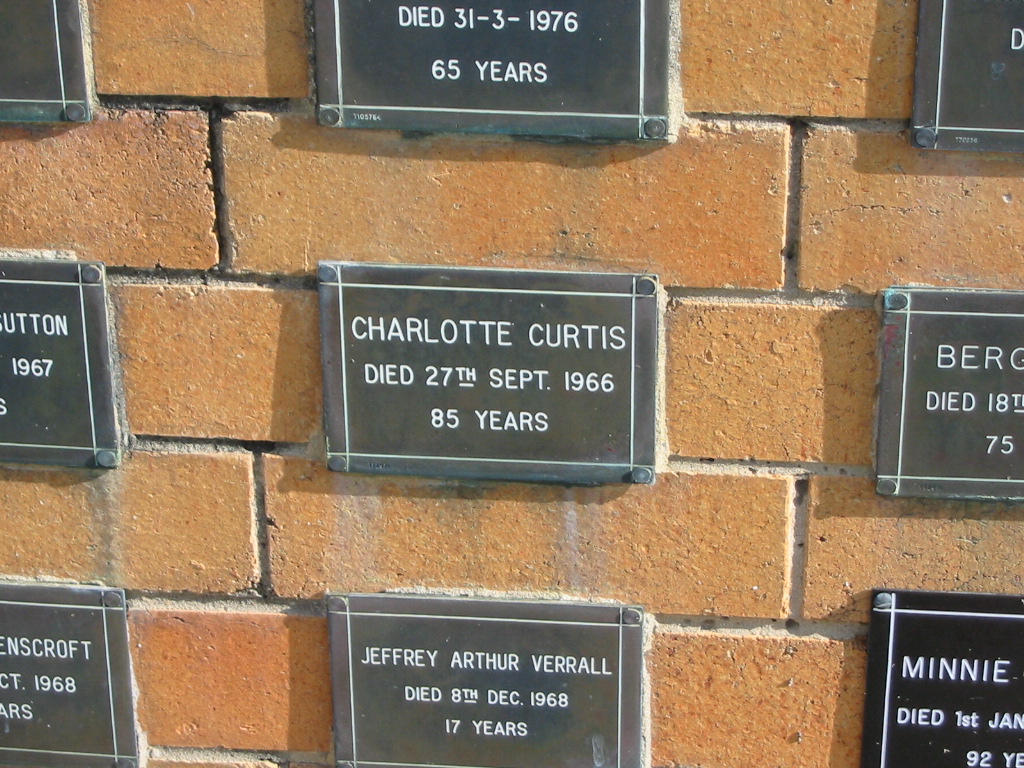 DIED 31-3-1976
65 YEARS
D
SUTTON
1967
S
CHARLOTTE CURTIS
DIED 27TH SEPT. 1966
85 YEARS
BERG
DIED 18TH
75
ENSCROFT
CT. 1968
ARS
JEFFREY ARTHUR VERRALL
DIED 8TH DEC. 1968
17 YEARS
MINNIE
DIED 1st JAN
92 YE